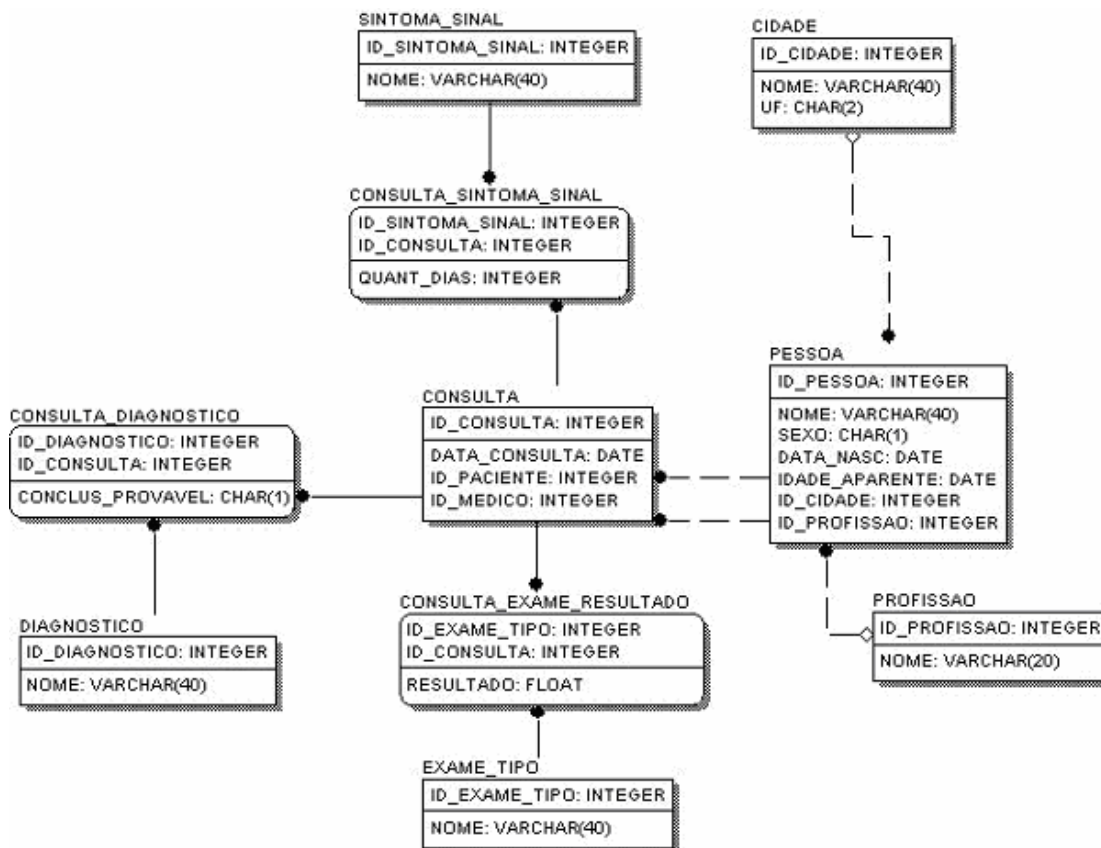 SINTOMA_SINAL
ID_SINTOMA_SINAL: INTEGER
NOME: VARCHAR(40)
CIDADE
ID_CIDADE: INTEGER
NOME: VARCHAR(40)
UF: CHAR(2)
CONSULTA_SINTOMA_SINAL
ID_SINTOMA_SINAL: INTEGER
ID_CONSULTA: INTEGER
QUANT_DIAS: INTEGER
PESSOA
ID_PESSOA: INTEGER
NOME: VARCHAR(40)
SEXO: CHAR(1)
DATA_NASC: DATE
IDADE_APARENTE: DATE
ID_CIDADE: INTEGER
ID_PROFISSAO: INTEGER
CONSULTA
ID_CONSULTA: INTEGER
DATA_CONSULTA: DATE
ID_PACIENTE: INTEGER
ID_MEDICO: INTEGER
CONSULTA_DIAGNOSTICO
ID_DIAGNOSTICO: INTEGER
ID_CONSULTA: INTEGER
CONCLUS_PROVAVEL: CHAR(1)
CONSULTA_EXAME_RESULTADO
ID_EXAME_TIPO: INTEGER
ID_CONSULTA: INTEGER
RESULTADO: FLOAT
PROFISSAO
ID_PROFISSAO: INTEGER
NOME: VARCHAR(20)
DIAGNOSTICO
ID_DIAGNOSTICO: INTEGER
NOME: VARCHAR(40)
EXAME_TIPO
ID_EXAME_TIPO: INTEGER
NOME: VARCHAR(40)